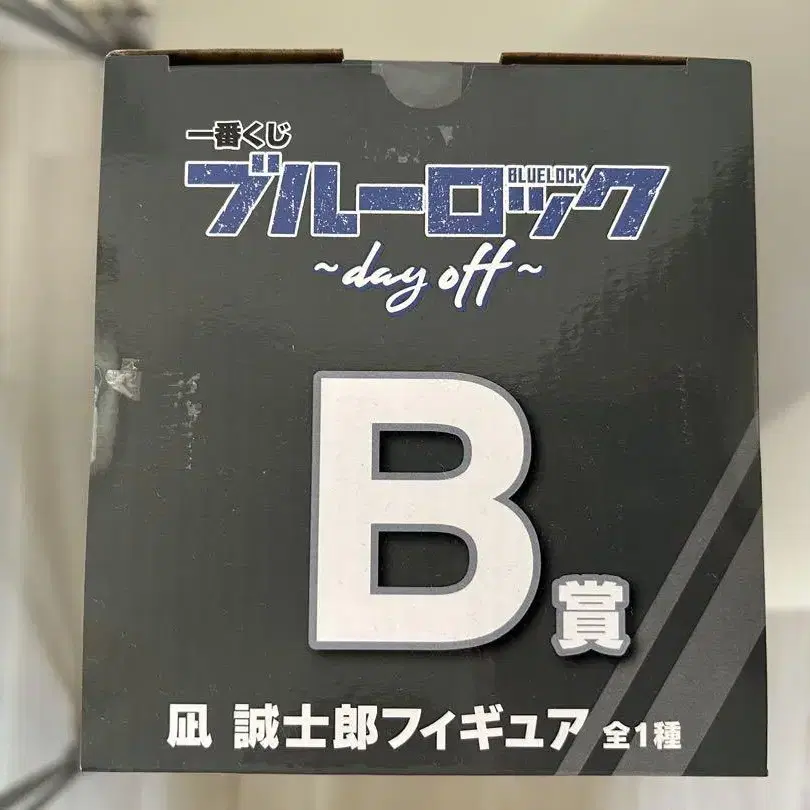 一番くじ
ブルーロック
BLUELOCK
~day off~
B賞
凪 誠士郎フィギュア 全1種